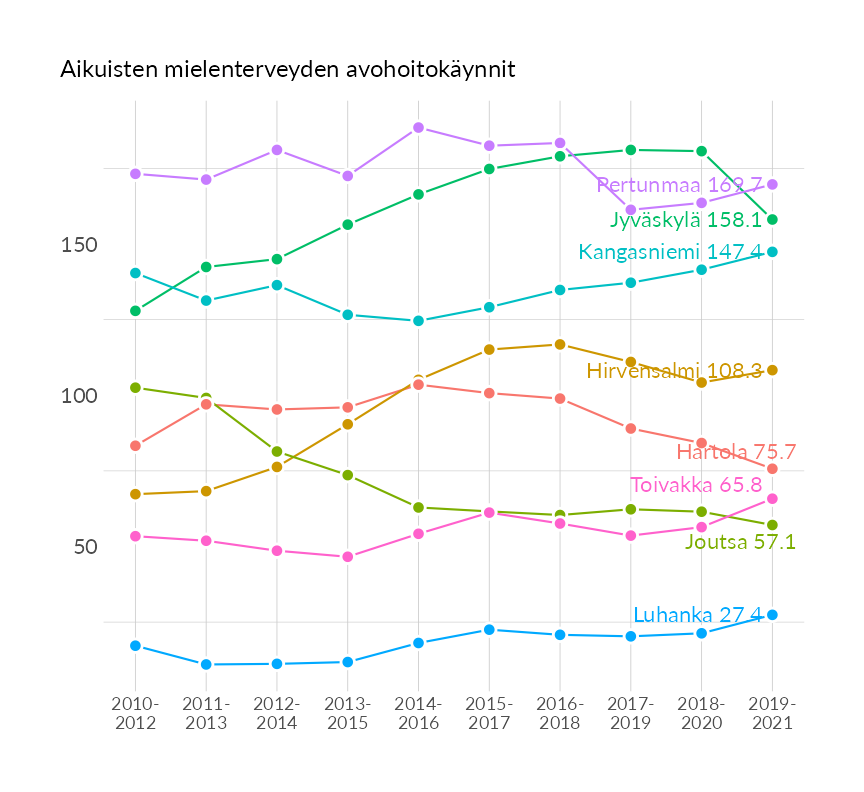 Aikuisten mielenterveyden avohoitokäynnit
Pertunmaa 169.7
Jyväskylä 158.1
150
Kangasniemi 147.4
Hirvensalmi 108.3
100
Hartola 75.7
Toivakka 65.8
Joutsa 57.1
50
Luhanka 27.4
2010- 2011- 2012- 2013- 2014- 2015- 2016- 2017- 2018- 2019-
2012 2013 2014 2015 2016 2017 2018 2019 2020 2021